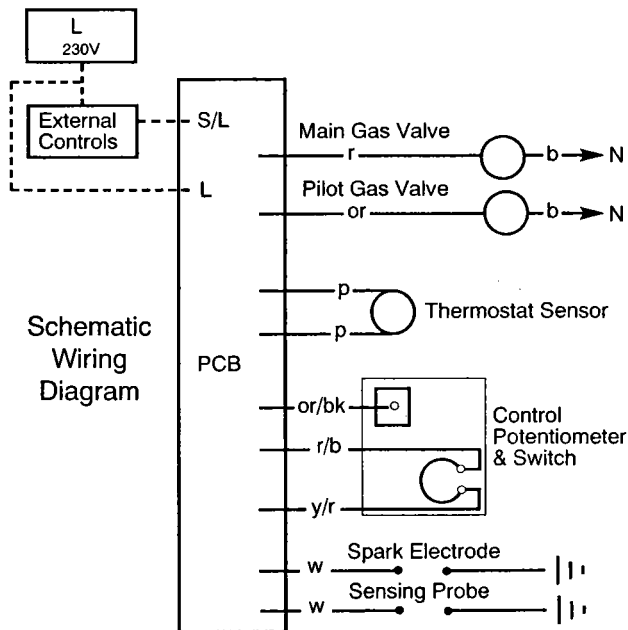 L
230V
External
Controls
S/L
L
Main Gas Valve
r
b
N
Pilot Gas Valve
or
b
N
p
Thermostat Sensor
p
Schematic
Wiring
Diagram
PCB
or/bk
Control
Potentiometer
& Switch
r/b
y/r
Spark Electrode
w
Sensing Probe
w